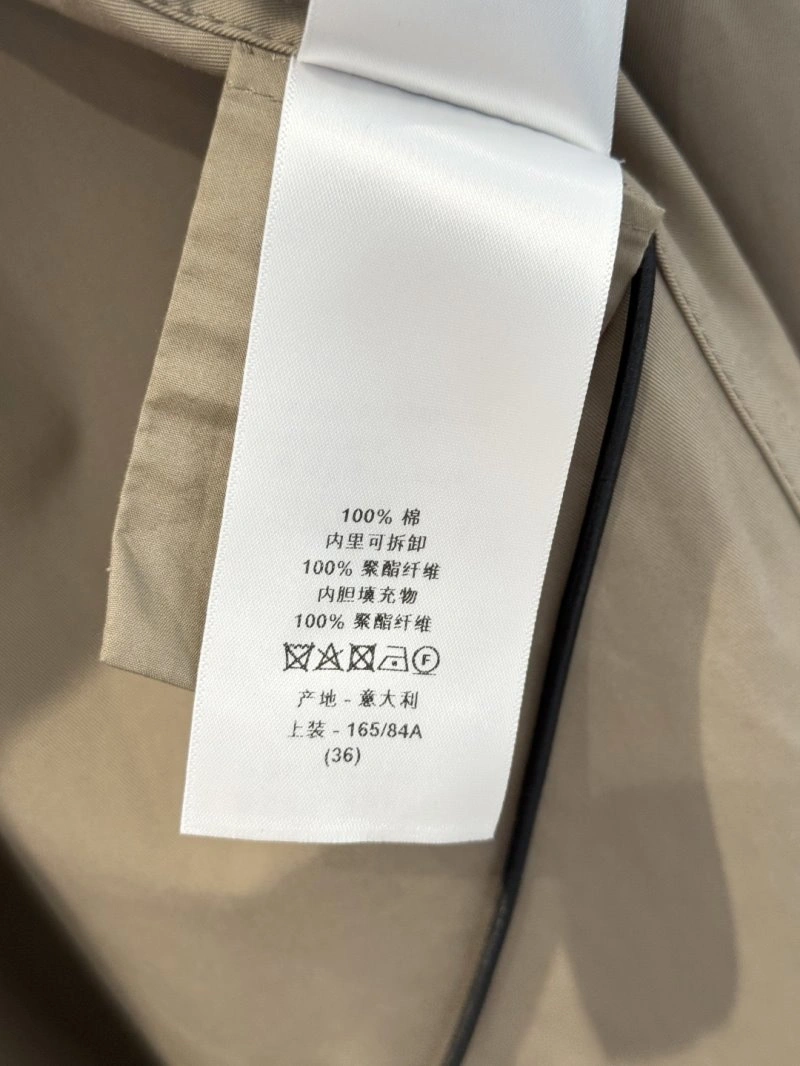 100% 棉
内里可拆卸
100% 聚酯纤维
内胆填充物
100% 聚酯纤维
F
产地 - 意大利
上装 - 165/84A
(36)